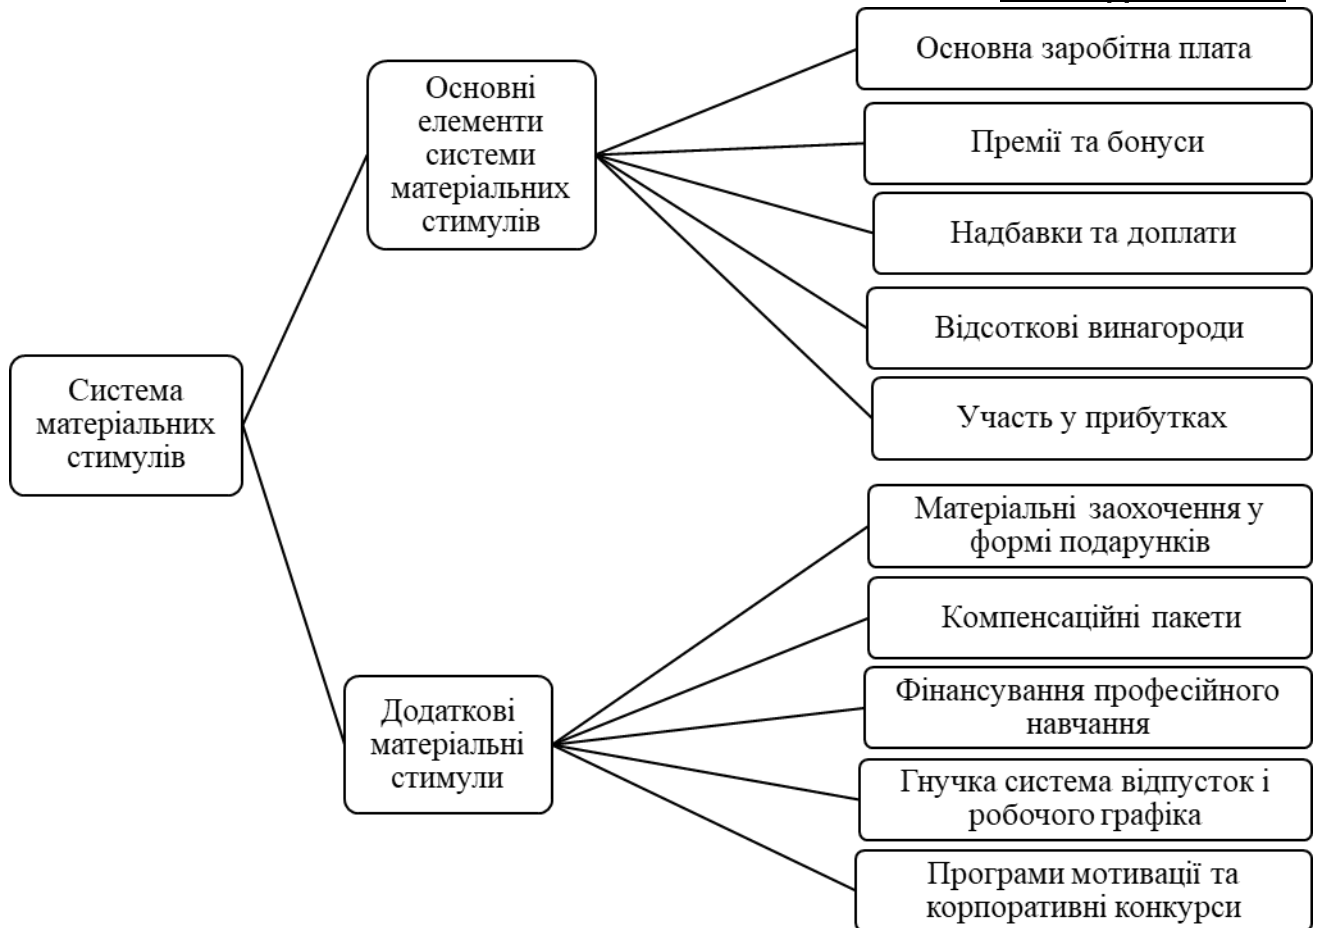 Система
матеріальних
стимулів
Основні
елементи
системи
матеріальних
стимулів
Основна заробітна плата
Премії та бонуси
Надбавки та доплати
Відсоткові винагороди
Участь у прибутках
Додаткові
матеріальні
стимули
Матеріальні заохочення у
формі подарунків
Компенсаційні пакети
Фінансування професійного
навчання
Гнучка система відпусток і
робочого графіка
Програми мотивації та
корпоративні конкурси